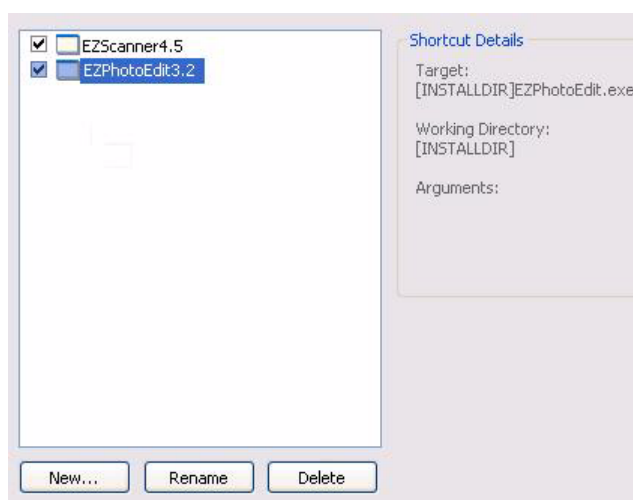 EZScanner4.5
EZPhotoEdit3.2
Shortcut Details
Target:
[INSTALLDIR]EZPhotoEdit.exe
Working Directory:
[INSTALLDIR]
Arguments:
New...
Rename
Delete